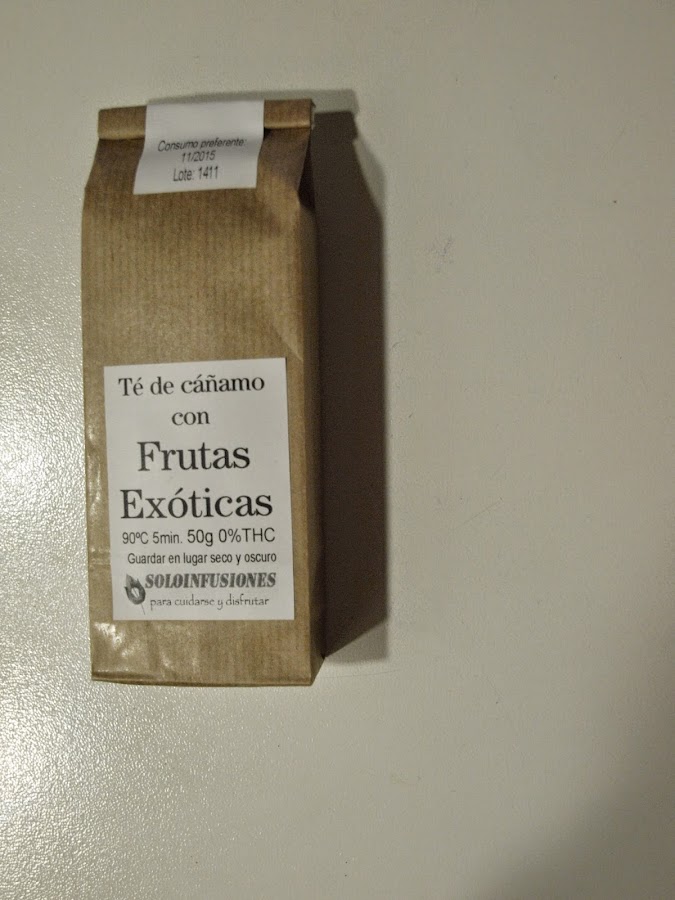 Consumo preferente:
11/2015
Lote: 1411
Té de cáñamo
con
Frutas
Exóticas
90ºC 5min. 50g 0%THC
Guardar en lugar seco y oscuro
SOLOINFUSIONES
para cuidarse y disfrutar